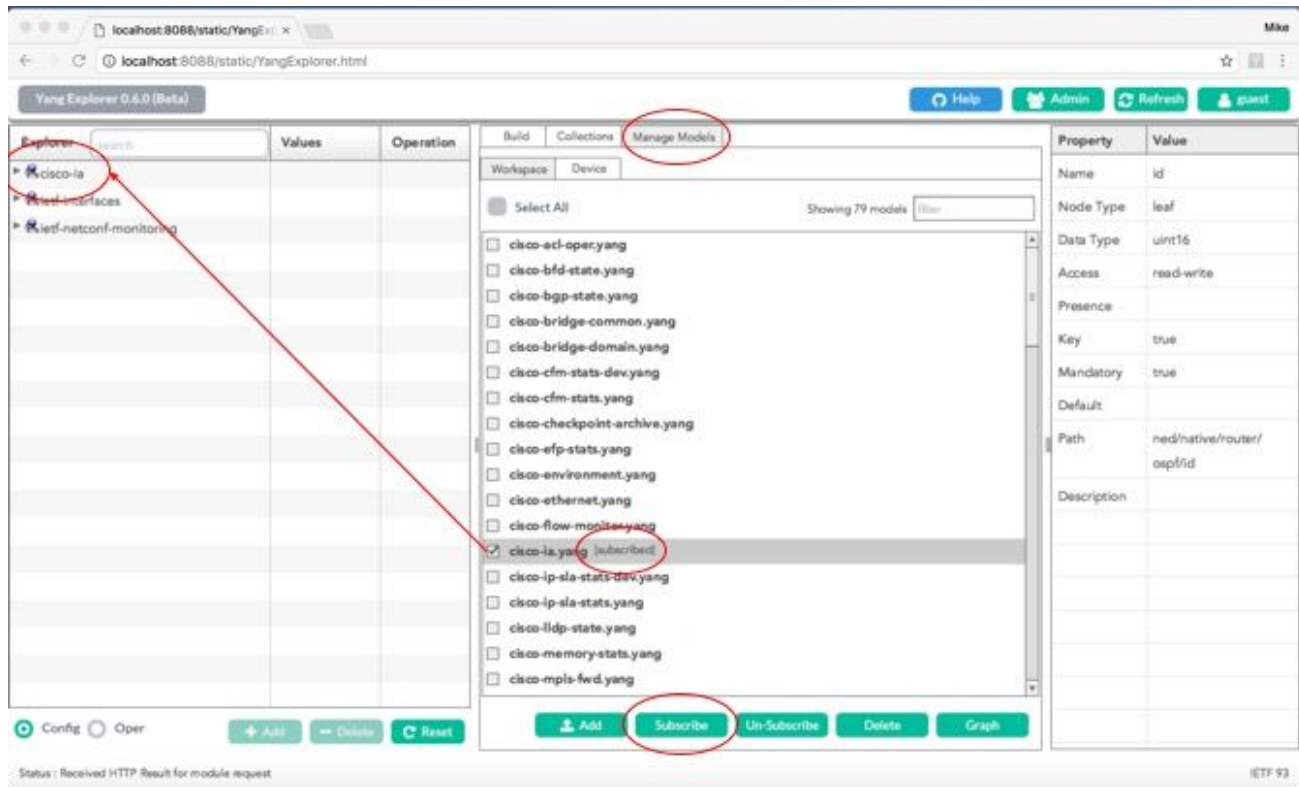 localhost:8088/static/YangEx
Mike
localhost:8088/static/YangExplorer.html
Yang Explorer 0.6.0 (Beta)
Help
Admin
Refresh
guest
Explorer
search
Values
Operation
cisco-ia
ietf-interfaces
ietf-netconf-monitoring
Config
Oper
Add
Delete
Reset
Build
Collections
Manage Models
Workspace
Device
Select All
Showing 79 models
filter
cisco-acl-oper.yang
cisco-bfd-state.yang
cisco-bgp-state.yang
cisco-bridge-common.yang
cisco-bridge-domain.yang
cisco-cfm-stats-dev.yang
cisco-cfm-stats.yang
cisco-checkpoint-archive.yang
cisco-efp-stats.yang
cisco-environment.yang
cisco-ethernet.yang
cisco-flow-monitor.yang
cisco-ia.yang [subscribed]
cisco-ip-sla-stats-dev.yang
cisco-ip-sla-stats.yang
cisco-lldp-state.yang
cisco-memory-stats.yang
cisco-mpls-fwd.yang
Add
Subscribe
Un-Subscribe
Delete
Graph
Property Value
Name id
Node Type leaf
Data Type uint16
Access read-write
Presence
Key true
Mandatory true
Default
Path ned/native/router/
ospf/id
Description
Status : Received HTTP Result for module request
IETF 93